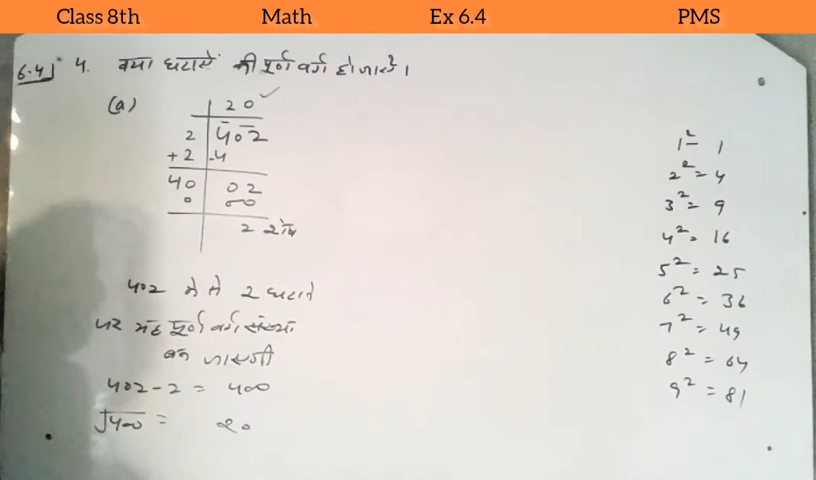 Class 8th Math Ex 6.4 PMS
6.4 4. क्या घटायें की पूर्ण वर्ग हो जाये।
(a) 2 0 ✓
2 402
+2 -4
40 02
0 00
2 शेष
402 में से 2 घटाने
पर यह पूर्ण वर्ग संख्या
बन जाएगी
402-2 = 400
√400 = 20
1² = 1
2² = 4
3² = 9
4² = 16
5² = 25
6² = 36
7² = 49
8² = 64
9² = 81